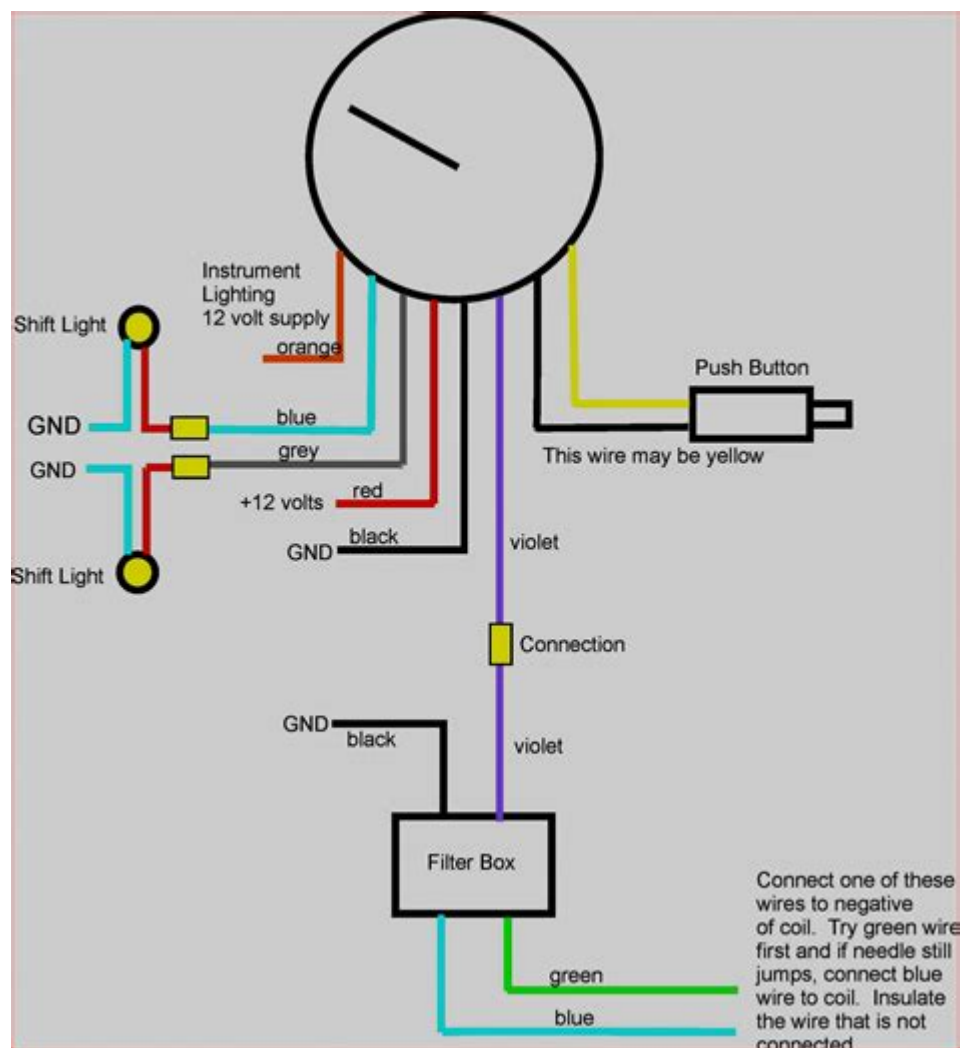 Instrument
Lighting
12 volt supply
orange
Shift Light
GND
blue
GND
grey
+12 volts
red
GND
black
Shift Light
violet
Push Button
This wire may be yellow
Connection
GND
black
violet
Filter Box
green
blue
Connect one of these
wires to negative
of coil. Try green wire
first and if needle still
jumps, connect blue
wire to coil. Insulate
the wire that is not
connected